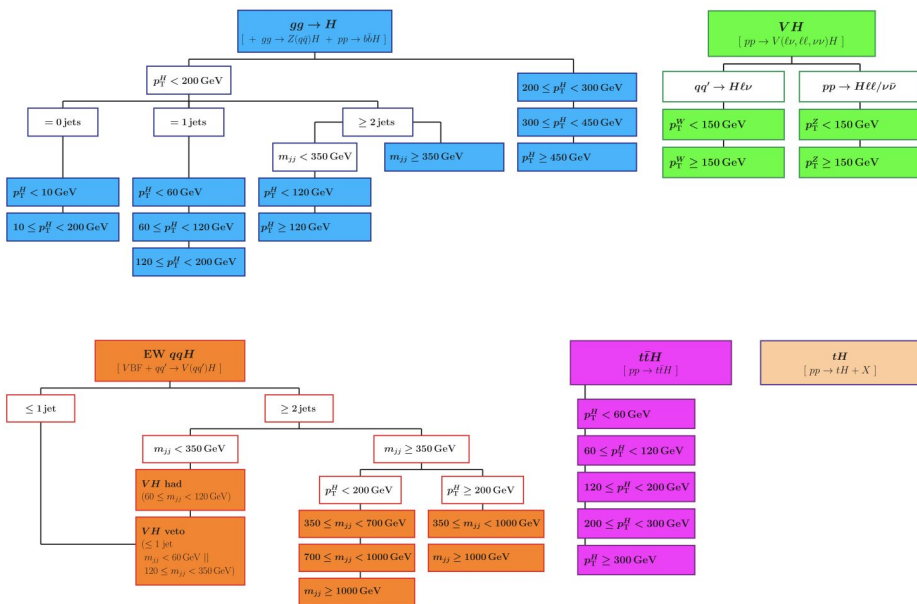 gg → H
[ + gg → Z(qq̄)H + pp → bb̄H ]
p_T^H < 200 GeV
= 0 jets
= 1 jets
≥ 2 jets
m_jj < 350 GeV
m_jj ≥ 350 GeV
p_T^H < 10 GeV
10 ≤ p_T^H < 200 GeV
p_T^H < 60 GeV
60 ≤ p_T^H < 120 GeV
120 ≤ p_T^H < 200 GeV
p_T^H < 120 GeV
p_T^H ≥ 120 GeV
200 ≤ p_T^H < 300 GeV
300 ≤ p_T^H < 450 GeV
p_T^H ≥ 450 GeV
VH
[ pp → V(ℓν, ℓℓ, νν)H ]
qq′ → Hℓν
p_T^W < 150 GeV
p_T^W ≥ 150 GeV
pp → Hℓℓ/νν̄
p_T^Z < 150 GeV
p_T^Z ≥ 150 GeV
EW qqH
[ VBF + qq′ → V(qq′)H ]
≤ 1 jet
≥ 2 jets
m_jj < 350 GeV
VH had
(60 ≤ m_jj < 120 GeV)
VH veto
(≤ 1 jet
m_jj < 60 GeV ||
120 ≤ m_jj < 350 GeV)
m_jj ≥ 350 GeV
p_T^H < 200 GeV
350 ≤ m_jj < 700 GeV
700 ≤ m_jj < 1000 GeV
m_jj ≥ 1000 GeV
p_T^H ≥ 200 GeV
350 ≤ m_jj < 1000 GeV
m_jj ≥ 1000 GeV
tt̄H
[ pp → tt̄H ]
p_T^H < 60 GeV
60 ≤ p_T^H < 120 GeV
120 ≤ p_T^H < 200 GeV
200 ≤ p_T^H < 300 GeV
p_T^H ≥ 300 GeV
tH
[ pp → tH + X ]